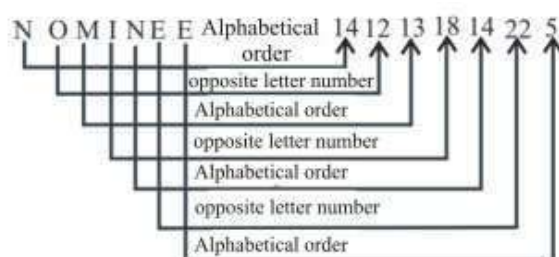 N O M I N E E Alphabetical order 14 12 13 18 14 22 5
opposite letter number
Alphabetical order
opposite letter number
Alphabetical order
opposite letter number
Alphabetical order